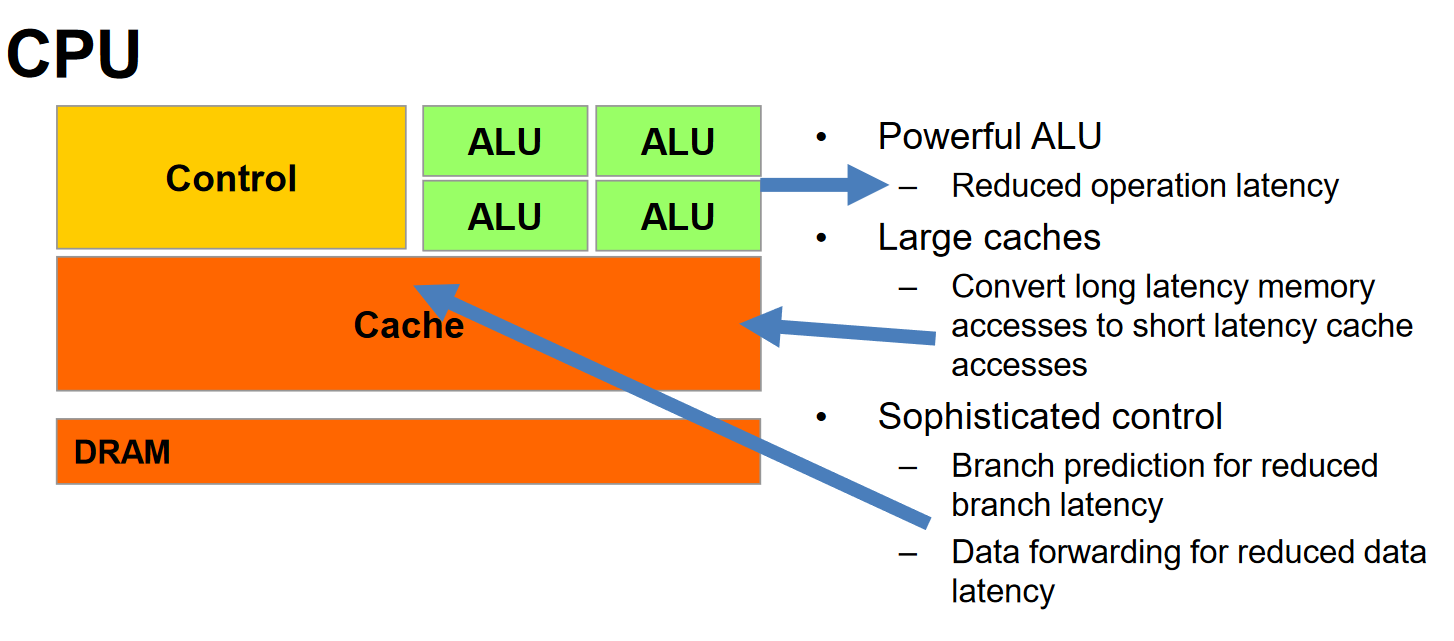 CPU
Control
ALU
ALU
ALU
ALU
Cache
DRAM
• Powerful ALU
– Reduced operation latency
• Large caches
– Convert long latency memory
accesses to short latency cache
accesses
• Sophisticated control
– Branch prediction for reduced
branch latency
– Data forwarding for reduced data
latency